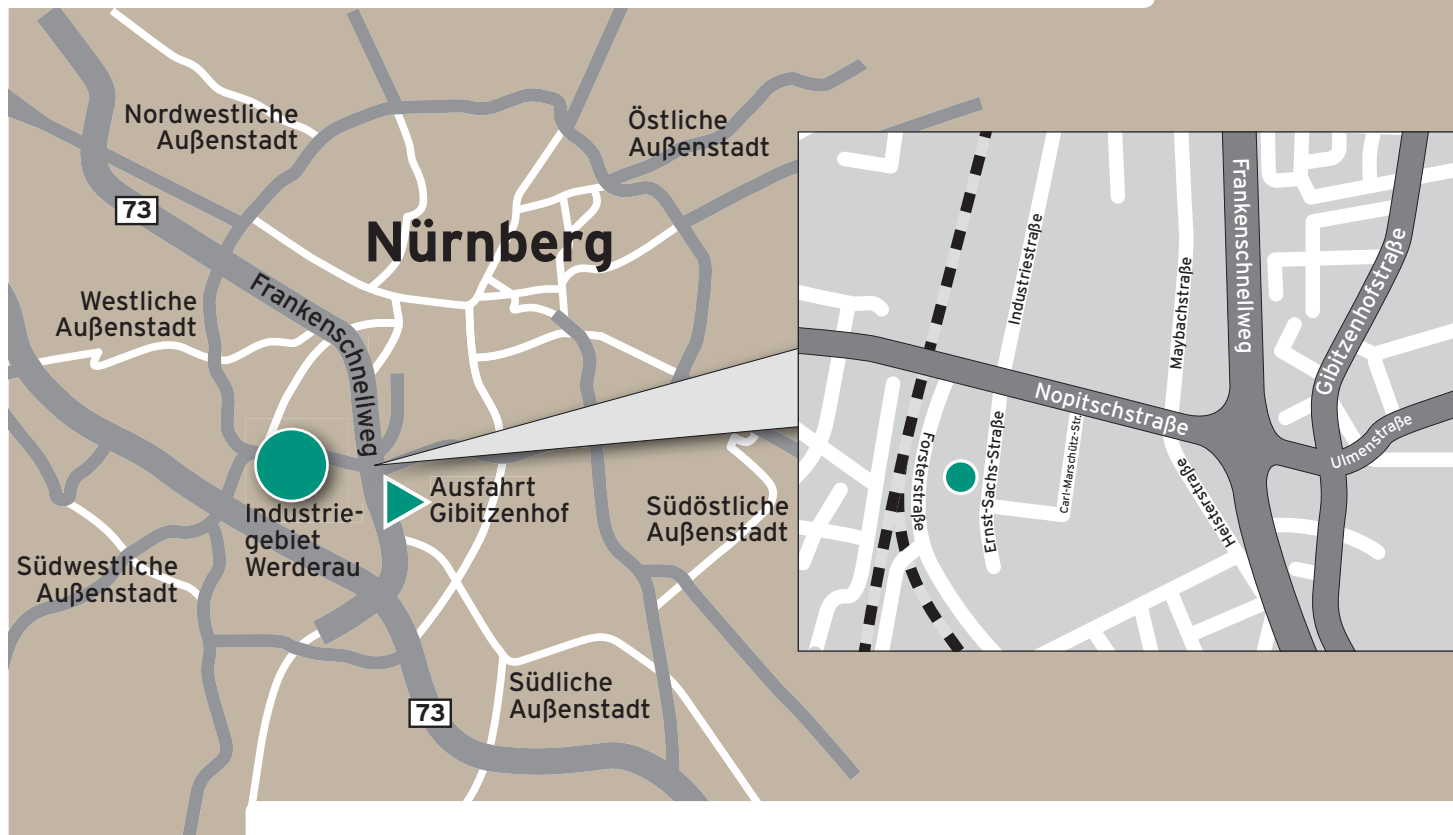 Nordwestliche
Außenstadt
Östliche
Außenstadt
73
Nürnberg
Westliche
Außenstadt
Frankenschnellweg
Ausfahrt
Gibitzenhof
Industrie-
gebiet
Werderau
Südöstliche
Außenstadt
Südwestliche
Außenstadt
Südliche
Außenstadt
73
Industriestraße
Maybachstraße
Frankenschnellweg
Gibitzenhofstraße
Nopitschstraße
Ulmenstraße
Forsterstraße
Ernst-Sachs-Straße
Carl-Marschütz-Str.
Heisterstraße